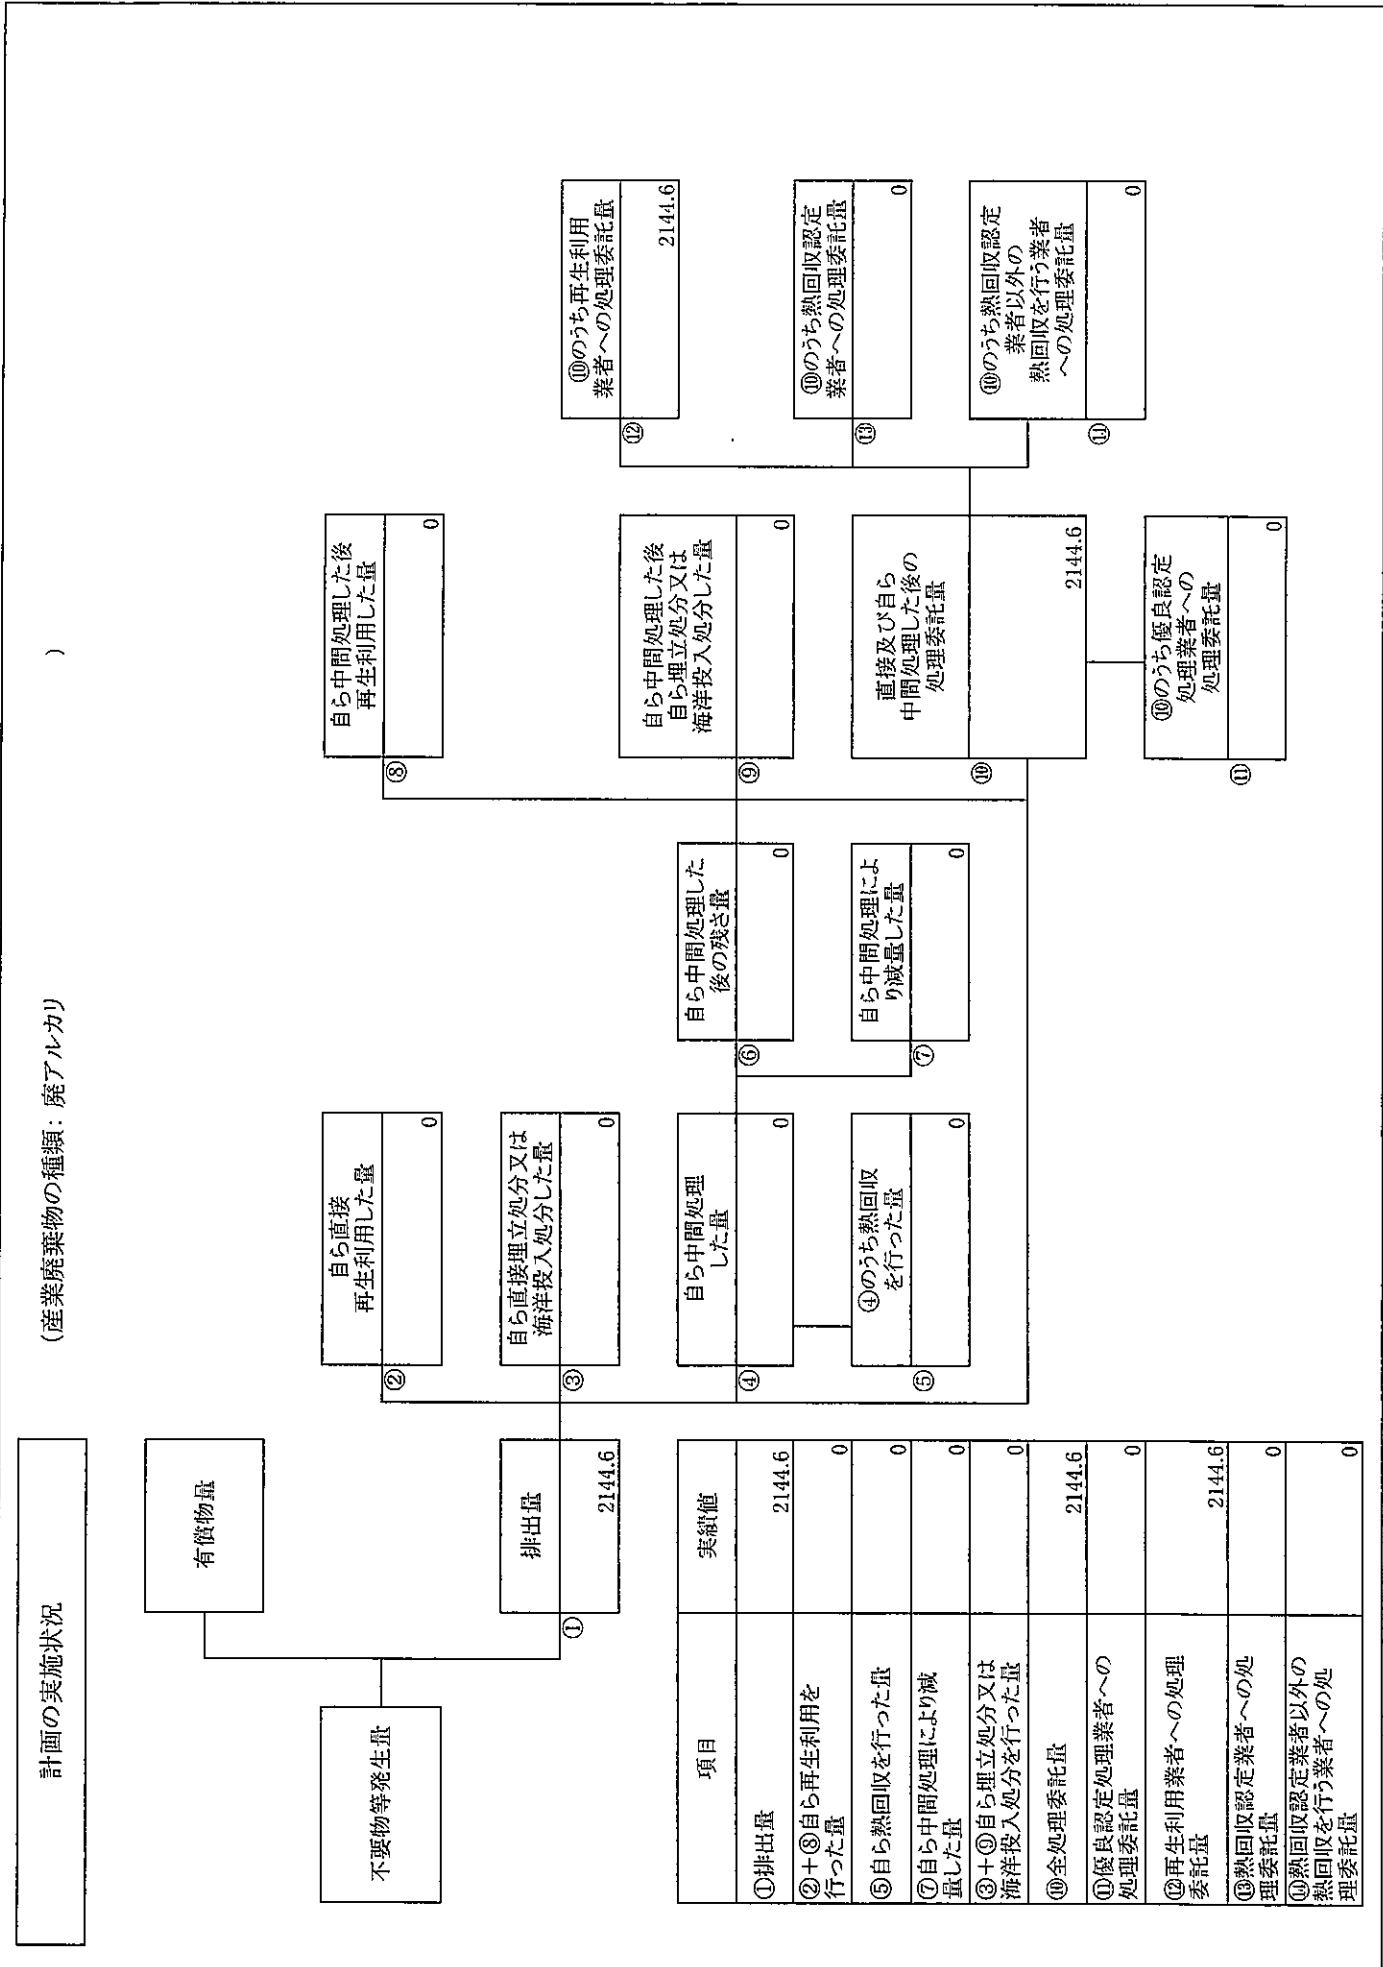 計画の実施状況
(産業廃棄物の種類: 廃アルカリ
)
不要物等発生量
有償物量
①
排出量
2144.6
②
自ら直接
再生利用した量
0
③
自ら直接埋立処分又は
海洋投入処分した量
0
④
自ら中間処理
した量
0
⑤
④のうち熱回収
を行った量
0
⑥
自ら中間処理した
後の残さ量
0
⑦
自ら中間処理によ
り減量した量
0
⑧
自ら中間処理した後
再生利用した量
0
⑨
自ら中間処理した後
自ら埋立処分又は
海洋投入処分した量
0
⑩
直接及び自ら
中間処理した後の
処理委託量
2144.6
⑪
⑩のうち優良認定
処理業者への
処理委託量
0
⑫
⑩のうち再生利用
業者への処理委託量
2144.6
⑬
⑩のうち熱回収認定
業者への処理委託量
0
⑭
⑩のうち熱回収認定
業者以外の
熱回収を行う業者
への処理委託量
0
項目
実績値
①排出量
2144.6
②+⑧自ら再生利用を
行った量
0
⑤自ら熱回収を行った量
0
⑦自ら中間処理により減
量した量
0
③+⑨自ら埋立処分又は
海洋投入処分を行った量
0
⑩全処理委託量
2144.6
⑪優良認定処理業者への
処理委託量
0
⑫再生利用業者への処理
委託量
2144.6
⑬熱回収認定業者への処
理委託量
0
⑭熱回収認定業者以外の
熱回収を行う業者への処
理委託量
0